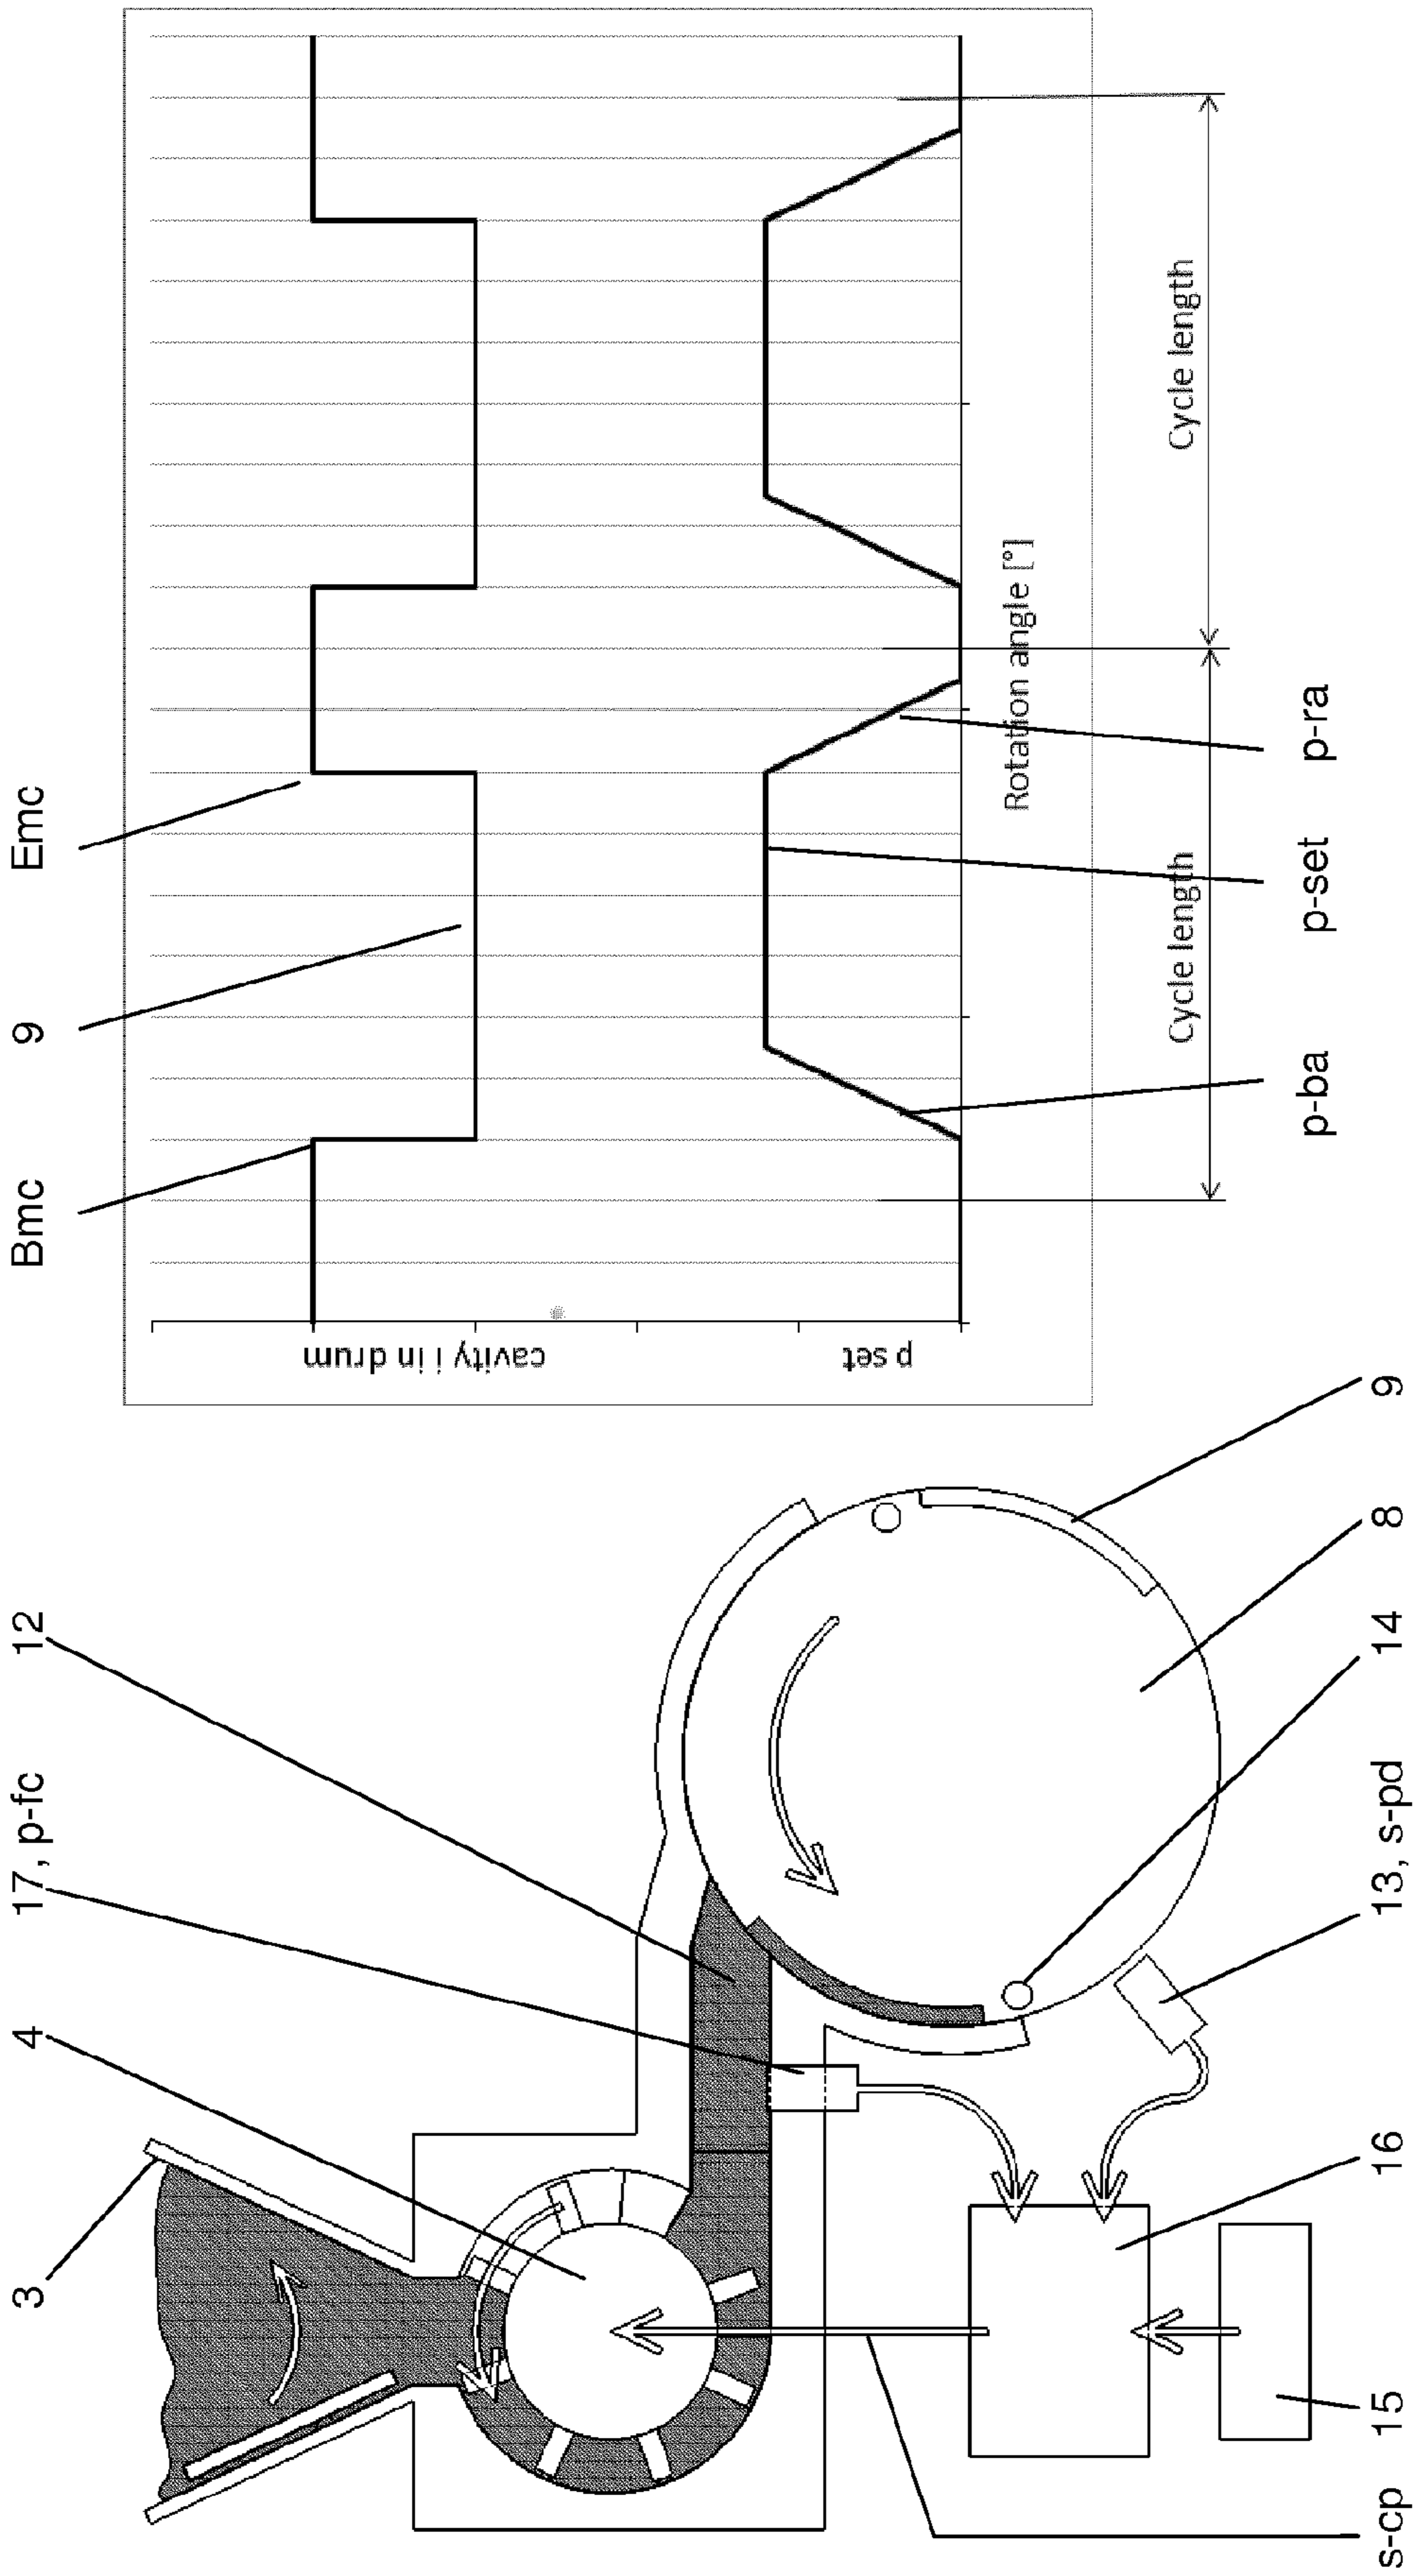 3
4
17, p-fc
12
s-cp
15
16
13, s-pd
14
8
9
Bmc
9
Emc
cavity i in drum
p set
Rotation angle [°]
Cycle length
Cycle length
p-ba
p-set
p-ra